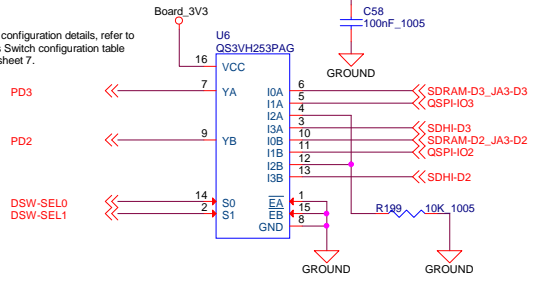 Board_3V3
C58
100nF_1005
configuration details, refer to
s Switch configuration table
sheet 7.
U6
QS3VH253PAG
GROUND
16 VCC
PD3 7 YA I0A 6 SDRAM-D3_JA3-D3
I1A 5 QSPI-IO3
I2A 4
I3A 3 SDHI-D3
PD2 9 YB I0B 10 SDRAM-D2_JA3-D2
I1B 11 QSPI-IO2
I2B 12
I3B 13 SDHI-D2
DSW-SEL0 14 S0 EA 1
DSW-SEL1 2 S1 EB 15
GND 8
R199 10K_1005
GROUND GROUND